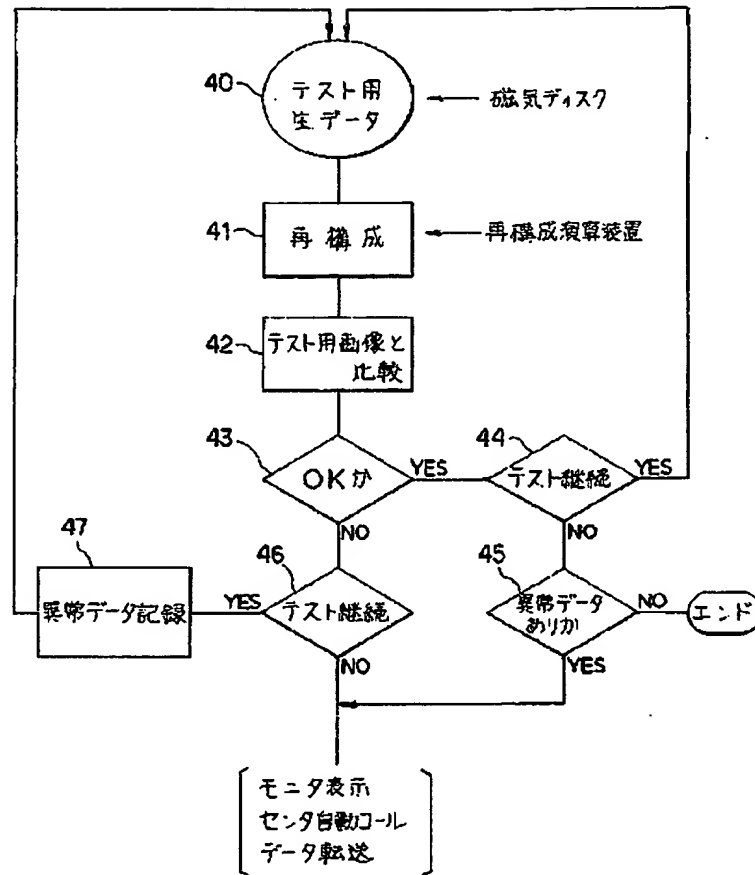 40
テスト用
生データ
磁気ディスク
41
再構成
再構成演算装置
42
テスト用画像と
比較
43
OKか
YES
NO
44
テスト継続
YES
NO
45
異常データ
ありか
NO
YES
エンド
46
テスト継続
YES
NO
47
異常データ記録
モニタ表示
センタ自動コール
データ転送